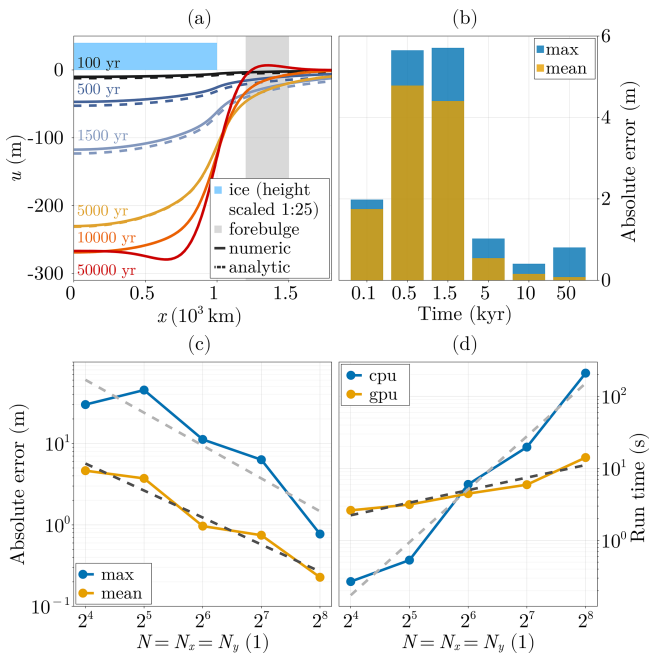 (a)
(b)
100 yr
500 yr
1500 yr
5000 yr
10000 yr
50000 yr
0
-100
-200
-300
u (m)
0
0.5
1.0
1.5
x (10³ km)
ice (height
scaled 1:25)
forebulge
numeric
analytic
max
mean
6
4
2
0
Absolute error (m)
0.1
0.5
1.5
5
10
50
Time (kyr)
(c)
(d)
10¹
10⁰
10⁻¹
Absolute error (m)
max
mean
2⁴
2⁵
2⁶
2⁷
2⁸
N = Nₓ = N_y (1)
cpu
gpu
10²
10¹
10⁰
Run time (s)
2⁴
2⁵
2⁶
2⁷
2⁸
N = Nₓ = N_y (1)